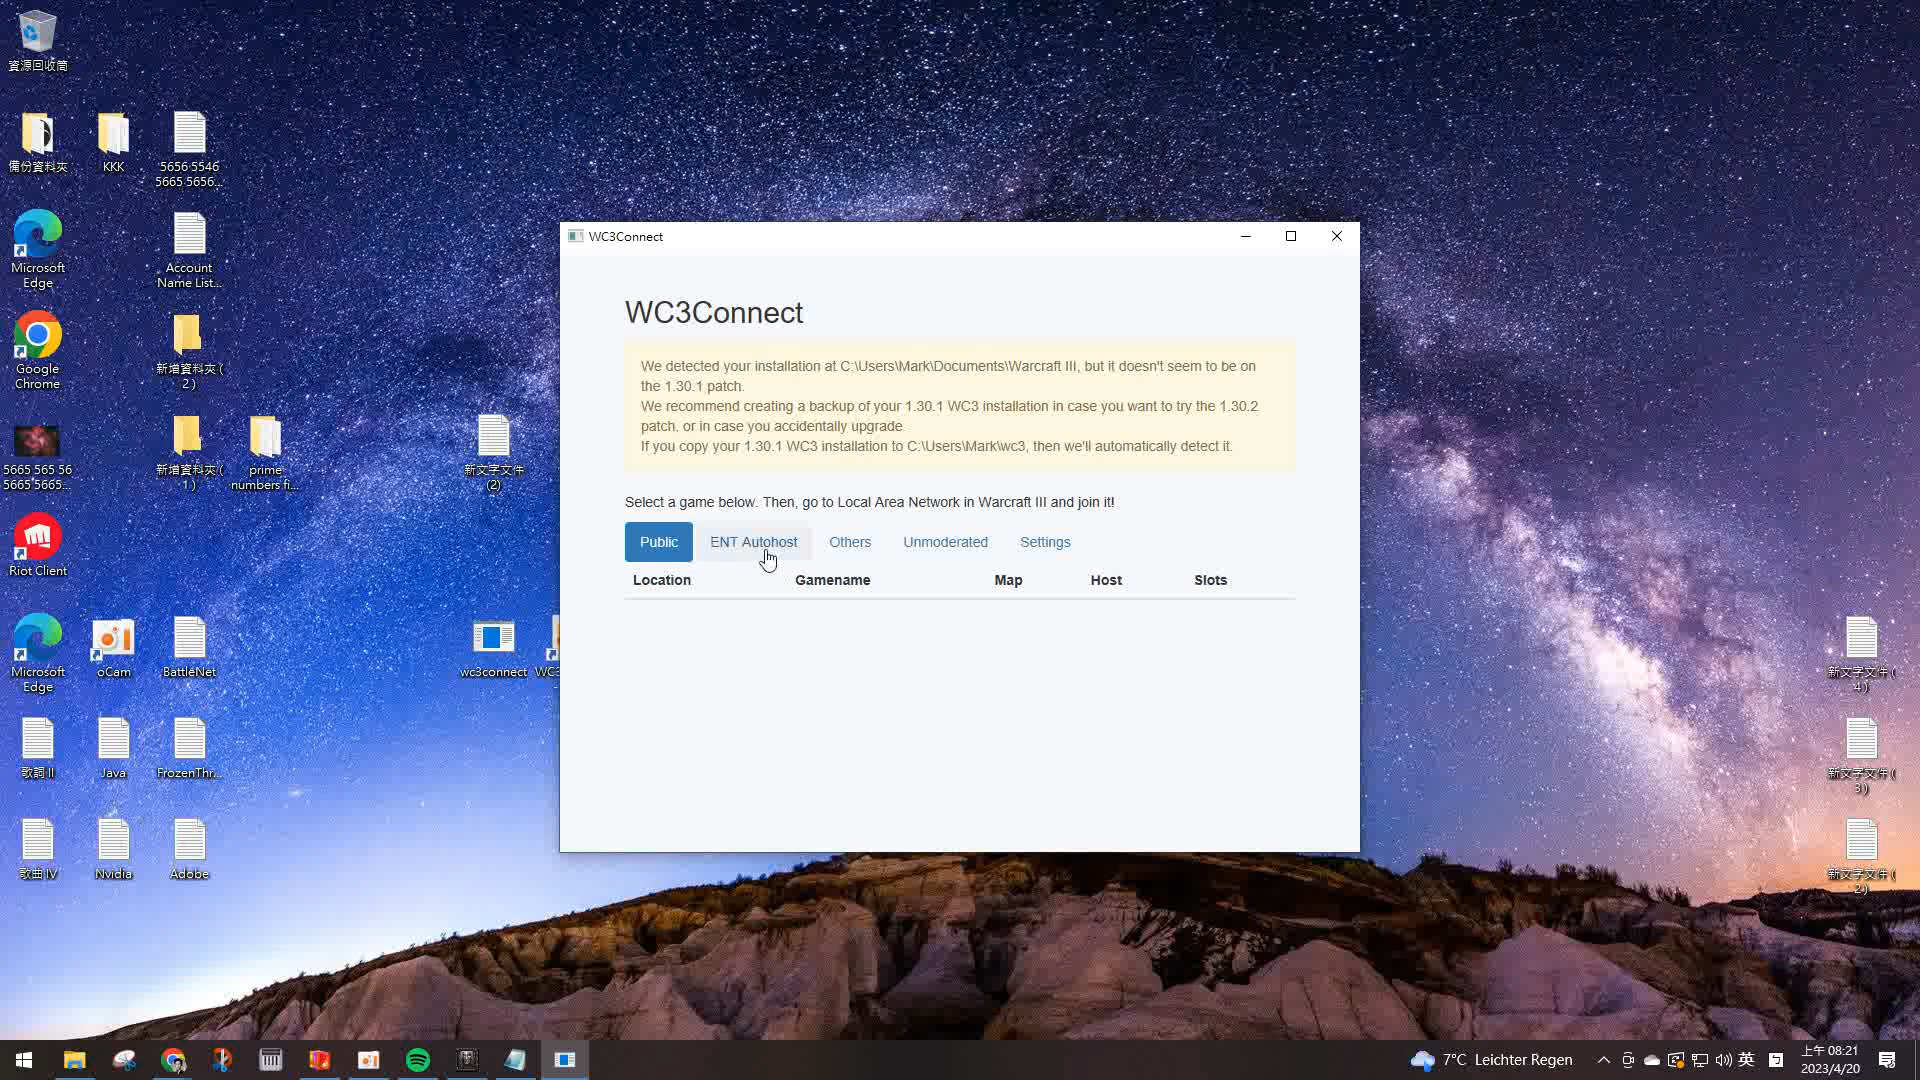 資源回收筒
備份資料夾
KKK
5656 5546
5665 5656...
Microsoft
Edge
Account
Name List...
Google
Chrome
新增資料夾 (
2 )
5665 565 56
5665 5665...
新增資料夾 (
1 )
prime
numbers fi...
新文字文件
(2)
Riot Client
Microsoft
Edge
oCam
BattleNet
wc3connect
WC3
歌詞 II
Java
FrozenThr...
歌曲 IV
Nvidia
Adobe
WC3Connect
WC3Connect
We detected your installation at C:\Users\Mark\Documents\Warcraft III, but it doesn't seem to be on
the 1.30.1 patch.
We recommend creating a backup of your 1.30.1 WC3 installation in case you want to try the 1.30.2
patch, or in case you accidentally upgrade.
If you copy your 1.30.1 WC3 installation to C:\Users\Mark\wc3, then we'll automatically detect it.
Select a game below. Then, go to Local Area Network in Warcraft III and join it!
Public ENT Autohost Others Unmoderated Settings
Location Gamename Map Host Slots
新文字文件 (
4 )
新文字文件 (
3 )
新文字文件 (
2 )
7°C Leichter Regen
英
上午 08:21
2023/4/20